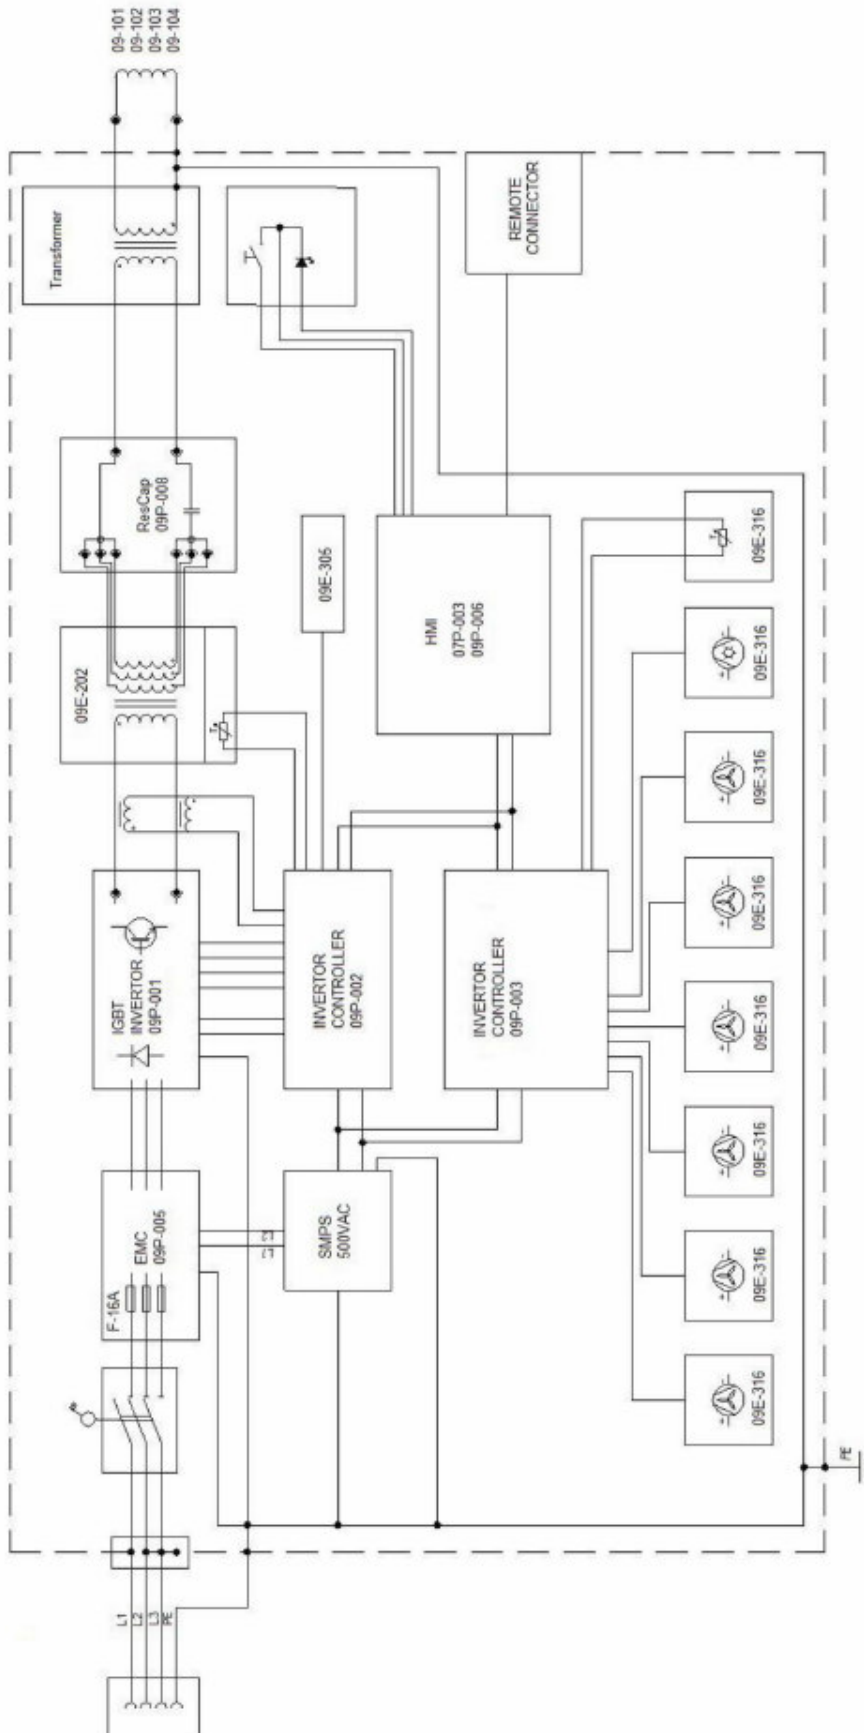 L1
L2
L3
PE
F-16A
EMC
09P-005
IGBT
INVERTOR
09P-001
09E-202
ResCap
09P-008
Transformer
09-101
09-102
09-103
09-104
SMPS
500VAC
INVERTOR
CONTROLLER
09P-002
09E-306
INVERTOR
CONTROLLER
09P-003
HMI
07P-003
09P-006
REMOTE
CONNECTOR
09E-316
09E-316
09E-316
09E-316
09E-316
09E-316
09E-316
09E-316
PE